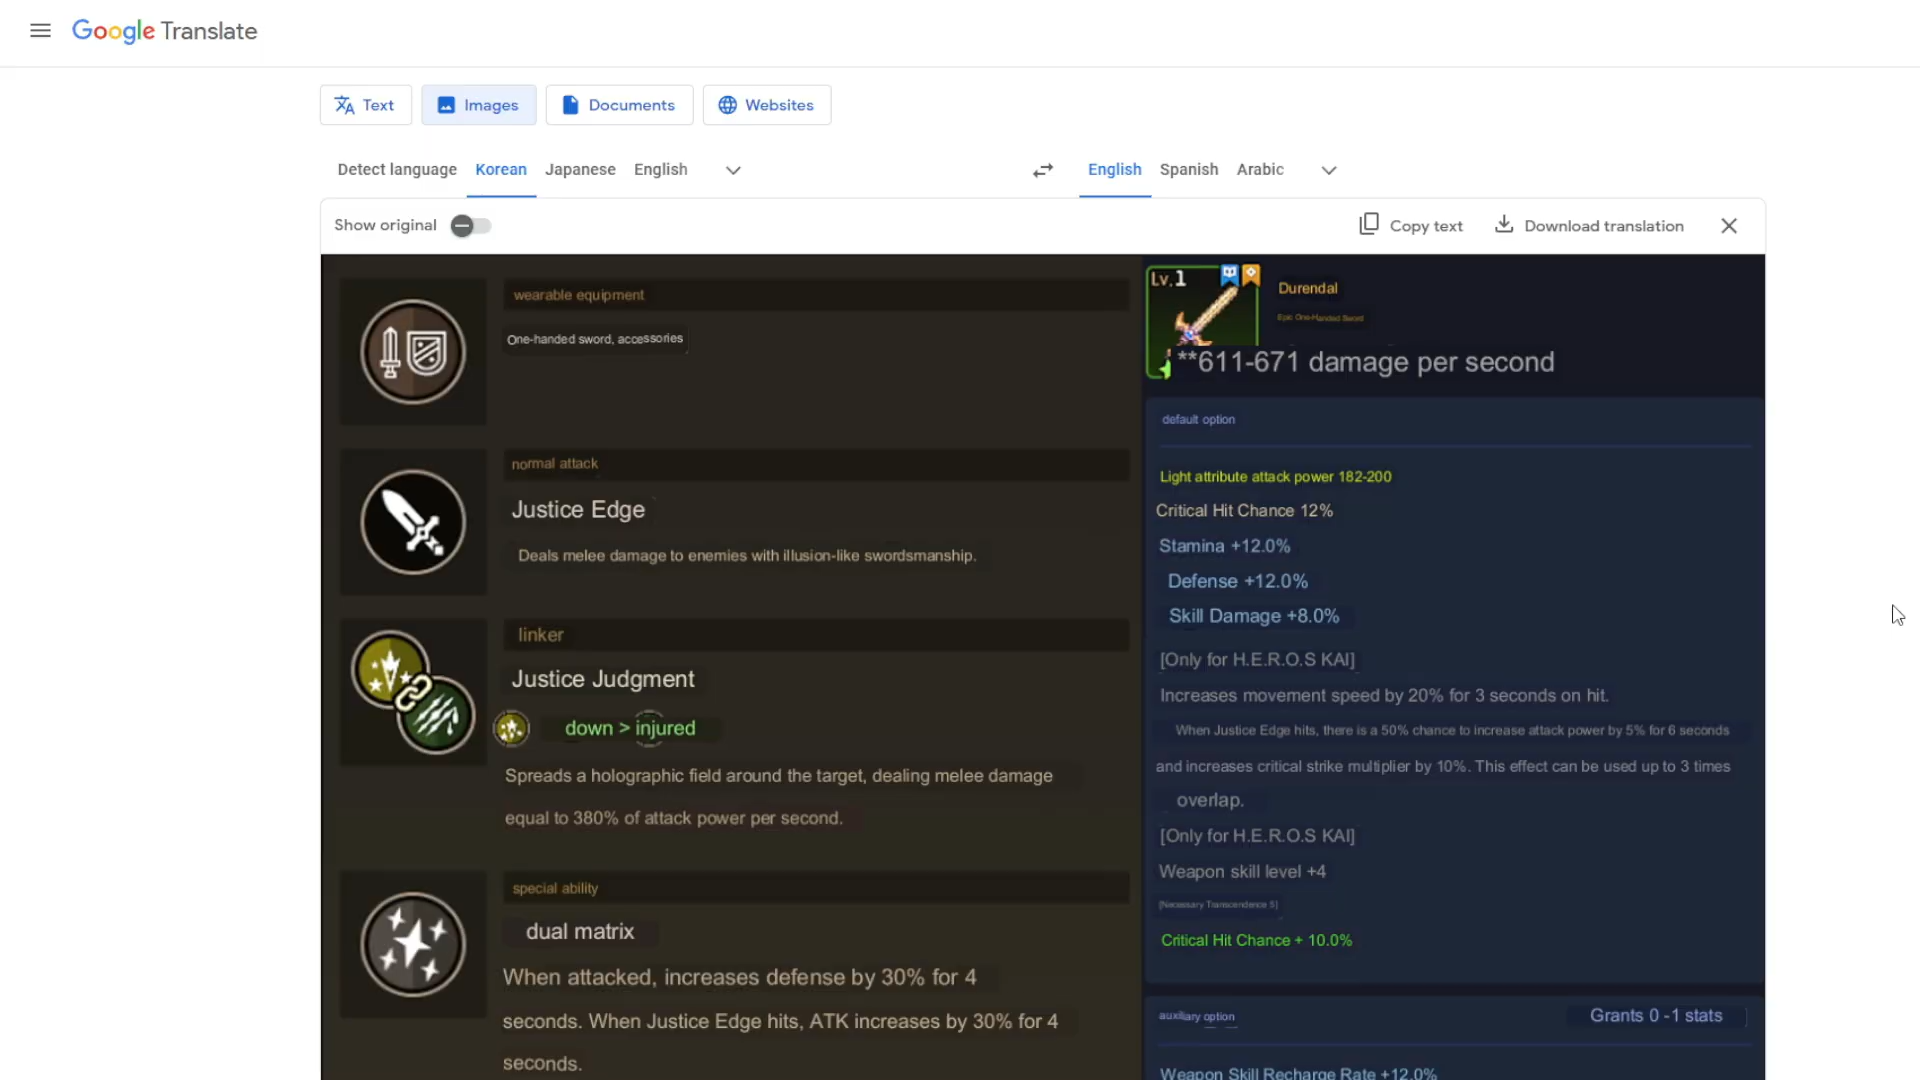 Google Translate
Text
Images
Documents
Websites
Detect language
Korean
Japanese
English
English
Spanish
Arabic
Show original
Copy text
Download translation
wearable equipment
One-handed sword, accessories
normal attack
Justice Edge
Deals melee damage to enemies with illusion-like swordsmanship.
linker
Justice Judgment
down > injured
Spreads a holographic field around the target, dealing melee damage
equal to 380% of attack power per second.
special ability
dual matrix
When attacked, increases defense by 30% for 4
seconds. When Justice Edge hits, ATK increases by 30% for 4
seconds.
Lv.1
Durendal
Epic One-Handed Sword
**611-671 damage per second
default option
Light attribute attack power 182-200
Critical Hit Chance 12%
Stamina +12.0%
Defense +12.0%
Skill Damage +8.0%
[Only for H.E.R.O.S KAI]
Increases movement speed by 20% for 3 seconds on hit.
When Justice Edge hits, there is a 50% chance to increase attack power by 5% for 6 seconds
and increases critical strike multiplier by 10%. This effect can be used up to 3 times
overlap.
[Only for H.E.R.O.S KAI]
Weapon skill level +4
[Necessary Transcendence 5]
Critical Hit Chance + 10.0%
auxiliary option
Grants 0 -1 stats
Weapon Skill Recharge Rate +12.0%